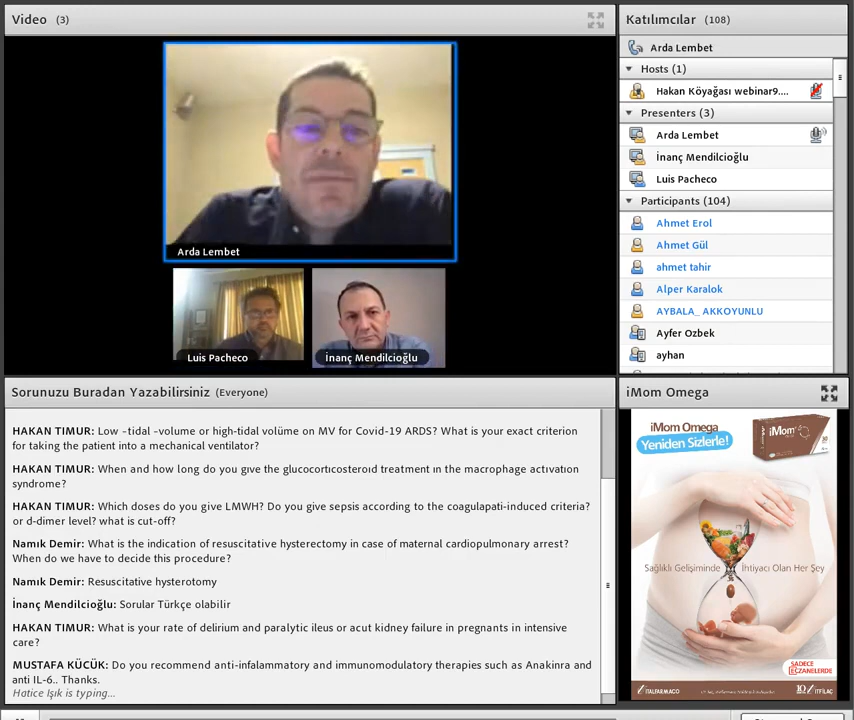 Video (3)
Arda Lembet
Luis Pacheco
İnanç Mendilcioğlu
Katılımcılar (108)
Arda Lembet
Hosts (1)
Hakan Köyağası webinar9....
Presenters (3)
Arda Lembet
İnanç Mendilcioğlu
Luis Pacheco
Participants (104)
Ahmet Erol
Ahmet Gül
ahmet tahir
Alper Karalok
AYBALA_ AKKOYUNLU
Ayfer Ozbek
ayhan
Sorunuzu Buradan Yazabilirsiniz (Everyone)
HAKAN TIMUR: Low -tidal -volume or high-tidal volüme on MV for Covid-19 ARDS? What is your exact criterion
for taking the patient into a mechanical ventilator?
HAKAN TIMUR: When and how long do you gıve the glucocortıcosteroıd treatment ın the macrophage actıvatıon
syndrome?
HAKAN TIMUR: Which doses do you give LMWH? Do you give sepsis according to the coagulapati-induced criteria?
or d-dimer level? what is cut-off?
Namık Demir: What is the indication of resuscitative hysterectomy in case of maternal cardiopulmonary arrest?
When do we have to decide this procedure?
Namık Demir: Resuscitative hysterotomy
İnanç Mendilcioğlu: Sorular Türkçe olabilir
HAKAN TIMUR: What is your rate of delirium and paralytic ileus or acut kidney failure in pregnants in intensive
care?
MUSTAFA KÜCÜK: Do you recommend anti-infalammatory and immunomodulatory therapies such as Anakinra and
anti IL-6.. Thanks.
Hatice Işık is typing...
iMom Omega
iMom Omega
Yeniden Sizlerle!
iMom
Sağlıklı Gelişiminde İhtiyacı Olan Her Şey
SADECE
ECZANELERDE
İTALFARMACO